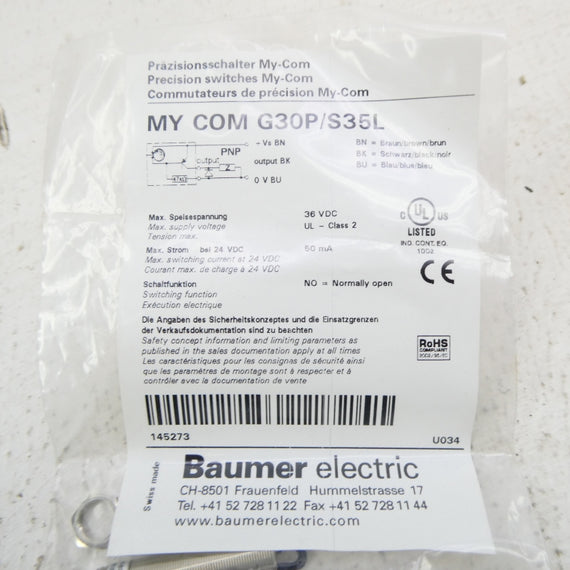 Präzisionsschalter My-Com
Precision switches My-Com
Commutateurs de précision My-Com
MY COM G30P/S35L
PNP
+ Vs BN
output
Z
output BK
0 V BU
BN = Braun/brown/brun
BK = Schwarz/black/noir
BU = Blau/blue/bleu
Max. Speisespannung 36 VDC
Max. supply voltage UL - Class 2
Tension max.
Max. Strom bei 24 VDC 50 mA
Max. switching current at 24 VDC
Courant max. de charge à 24 VDC
Schaltfunktion NO = Normally open
Switching function
Exécution electrique
C UL US
LISTED
IND. CONT. EQ.
10D2
CE
Die Angaben des Sicherheitskonzeptes und die Einsatzgrenzen
der Verkaufsdokumentation sind zu beachten
Safety concept information and limiting parameters as
published in the sales documentation apply at all times
Les caractéristiques pour les consignes de sécurité ainsi
que les paramètres de montage sont à respecter et à
contrôler avec la documentation de vente
RoHS
COMPLIANT
2002/95/EC
145273
U034
Swiss made
Baumer electric
CH-8501 Frauenfeld Hummelstrasse 17
Tel. +41 52 728 11 22 Fax +41 52 728 11 44
www.baumerelectric.com